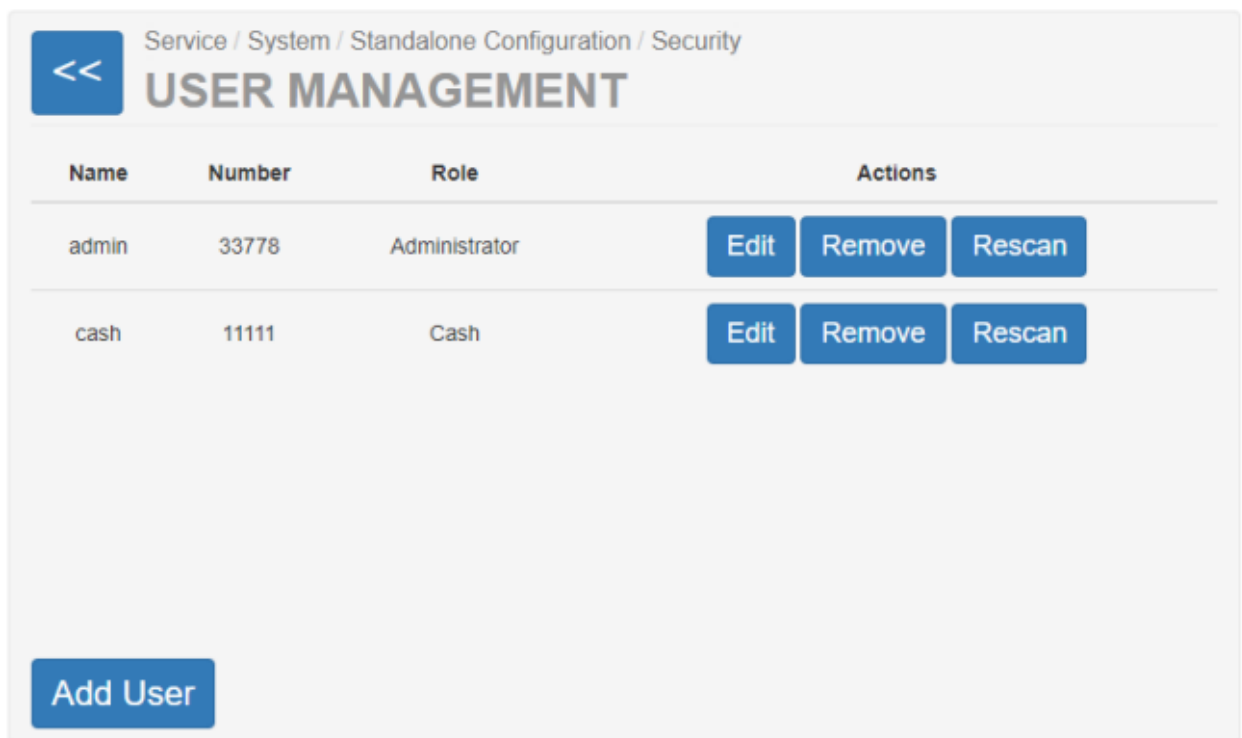 <<
Service / System / Standalone Configuration / Security
USER MANAGEMENT
Name Number Role Actions
admin 33778 Administrator Edit Remove Rescan
cash 11111 Cash Edit Remove Rescan
Add User